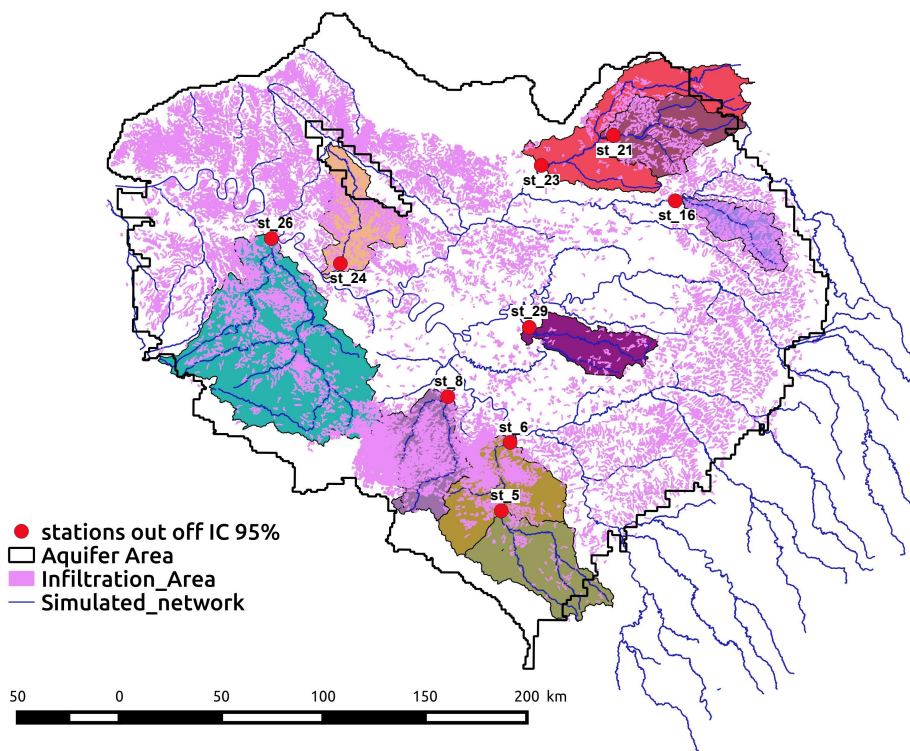 st_21
st_23
st_16
st_26
st_24
st_29
st_8
st_6
st_5
stations out off IC 95%
Aquifer Area
Infiltration_Area
Simulated_network
50 0 50 100 150 200 km